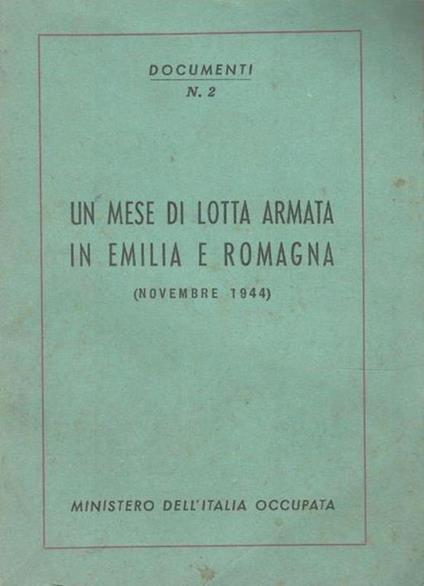 DOCUMENTI
N. 2
UN MESE DI LOTTA ARMATA
IN EMILIA E ROMAGNA
(NOVEMBRE 1944)
MINISTERO DELL'ITALIA OCCUPATA